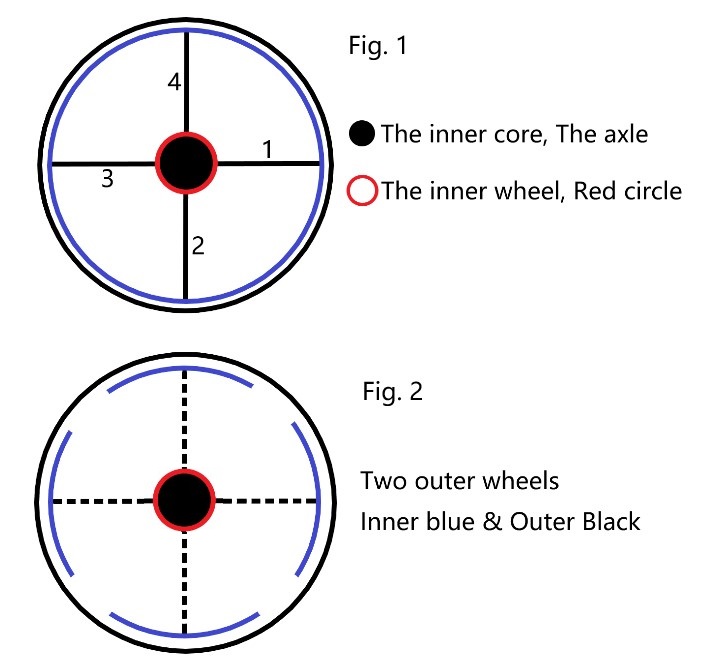 Fig. 1
4
The inner core, The axle
1
3
The inner wheel, Red circle
2
Fig. 2
Two outer wheels
Inner blue & Outer Black